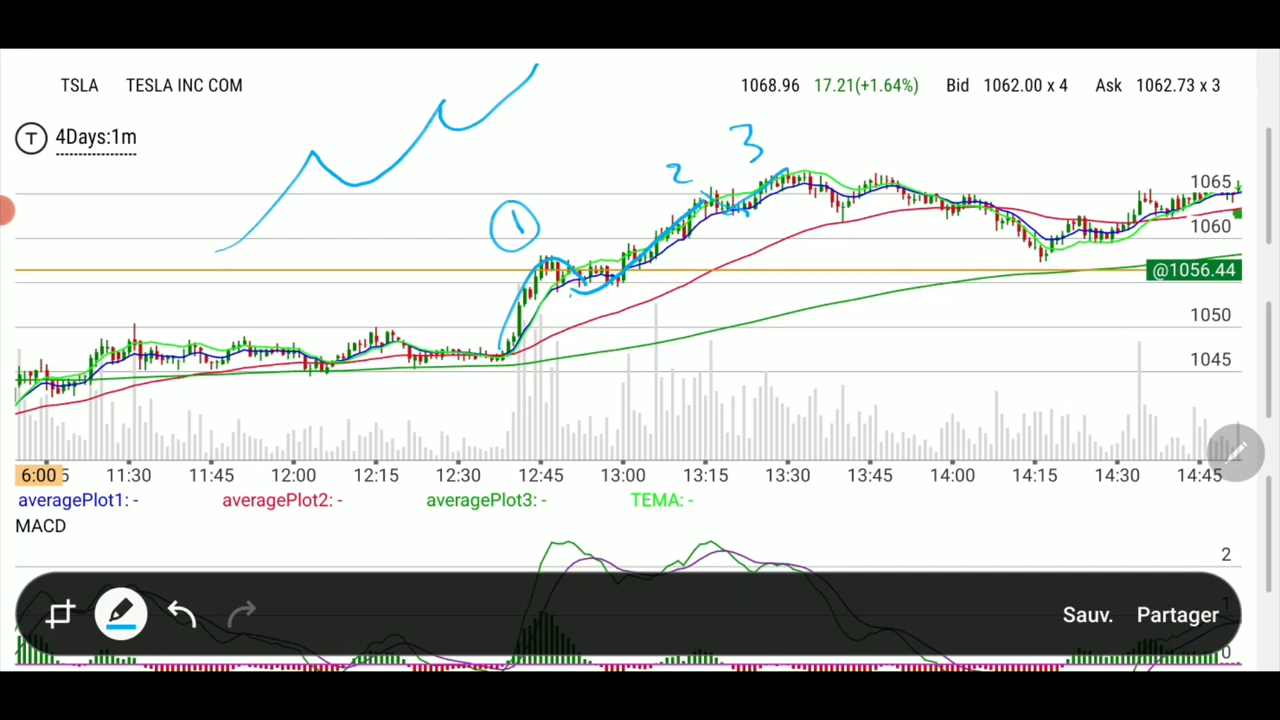 TSLA TESLA INC COM 1068.96 17.21(+1.64%) Bid 1062.00 x 4 Ask 1062.73 x 3
T 4Days:1m
3
2
1065
1
1060
@1056.44
1050
1045
6:00 5 11:30 11:45 12:00 12:15 12:30 12:45 13:00 13:15 13:30 13:45 14:00 14:15 14:30 14:45
averagePlot1: - averagePlot2: - averagePlot3: - TEMA: -
MACD
2
1
Sauv. Partager
0